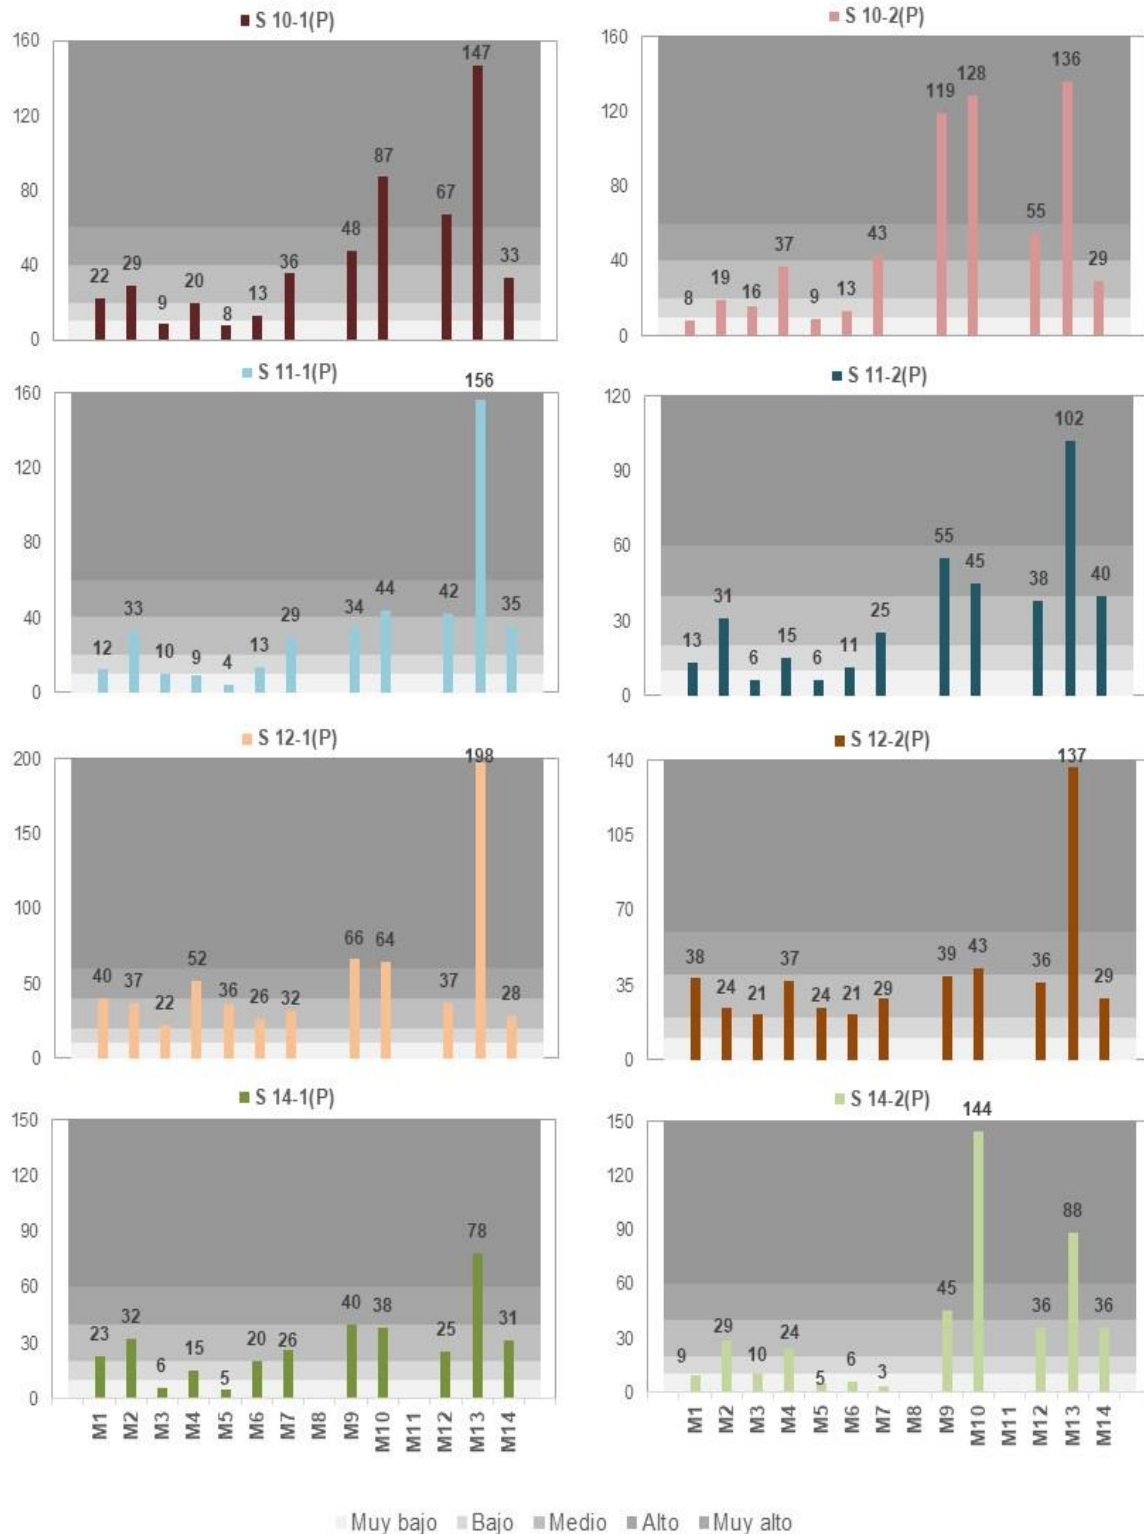 S 10-1(P)
160
120
80
40
0
22 29 9 20 8 13 36 48 87 67 147 33
S 10-2(P)
160
120
80
40
0
8 19 16 37 9 13 43 119 128 55 136 29
S 11-1(P)
160
120
80
40
0
12 33 10 9 4 13 29 34 44 42 156 35
S 11-2(P)
120
90
60
30
0
13 31 6 15 6 11 25 55 45 38 102 40
S 12-1(P)
200
150
100
50
0
40 37 22 52 36 26 32 66 64 37 198 28
S 12-2(P)
140
105
70
35
0
38 24 21 37 24 21 29 39 43 36 137 29
S 14-1(P)
150
120
90
60
30
0
23 32 6 15 5 20 26 40 38 25 78 31
M1 M2 M3 M4 M5 M6 M7 M8 M9 M10 M11 M12 M13 M14
S 14-2(P)
150
120
90
60
30
0
9 29 10 24 5 6 3 45 144 36 88 36
M1 M2 M3 M4 M5 M6 M7 M8 M9 M10 M11 M12 M13 M14
Muy bajo Bajo Medio Alto Muy alto